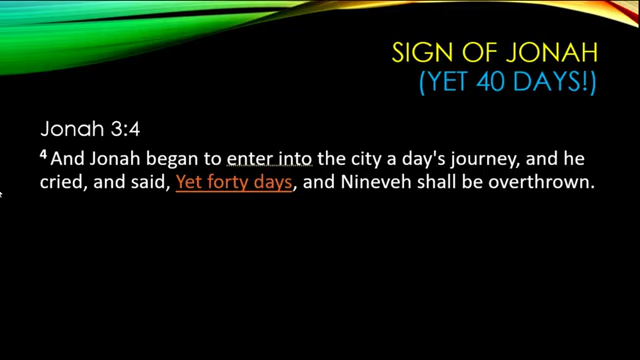 SIGN OF JONAH
(YET 40 DAYS!)
Jonah 3:4
4 And Jonah began to enter into the city a day's journey, and he
cried, and said, Yet forty days, and Nineveh shall be overthrown.